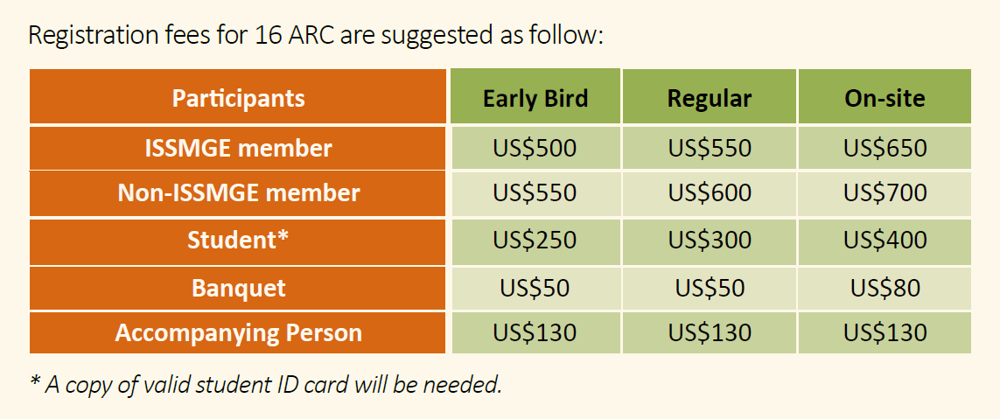 Registration fees for 16 ARC are suggested as follow:
Participants Early Bird Regular On-site
ISSMGE member US$500 US$550 US$650
Non-ISSMGE member US$550 US$600 US$700
Student* US$250 US$300 US$400
Banquet US$50 US$50 US$80
Accompanying Person US$130 US$130 US$130
* A copy of valid student ID card will be needed.